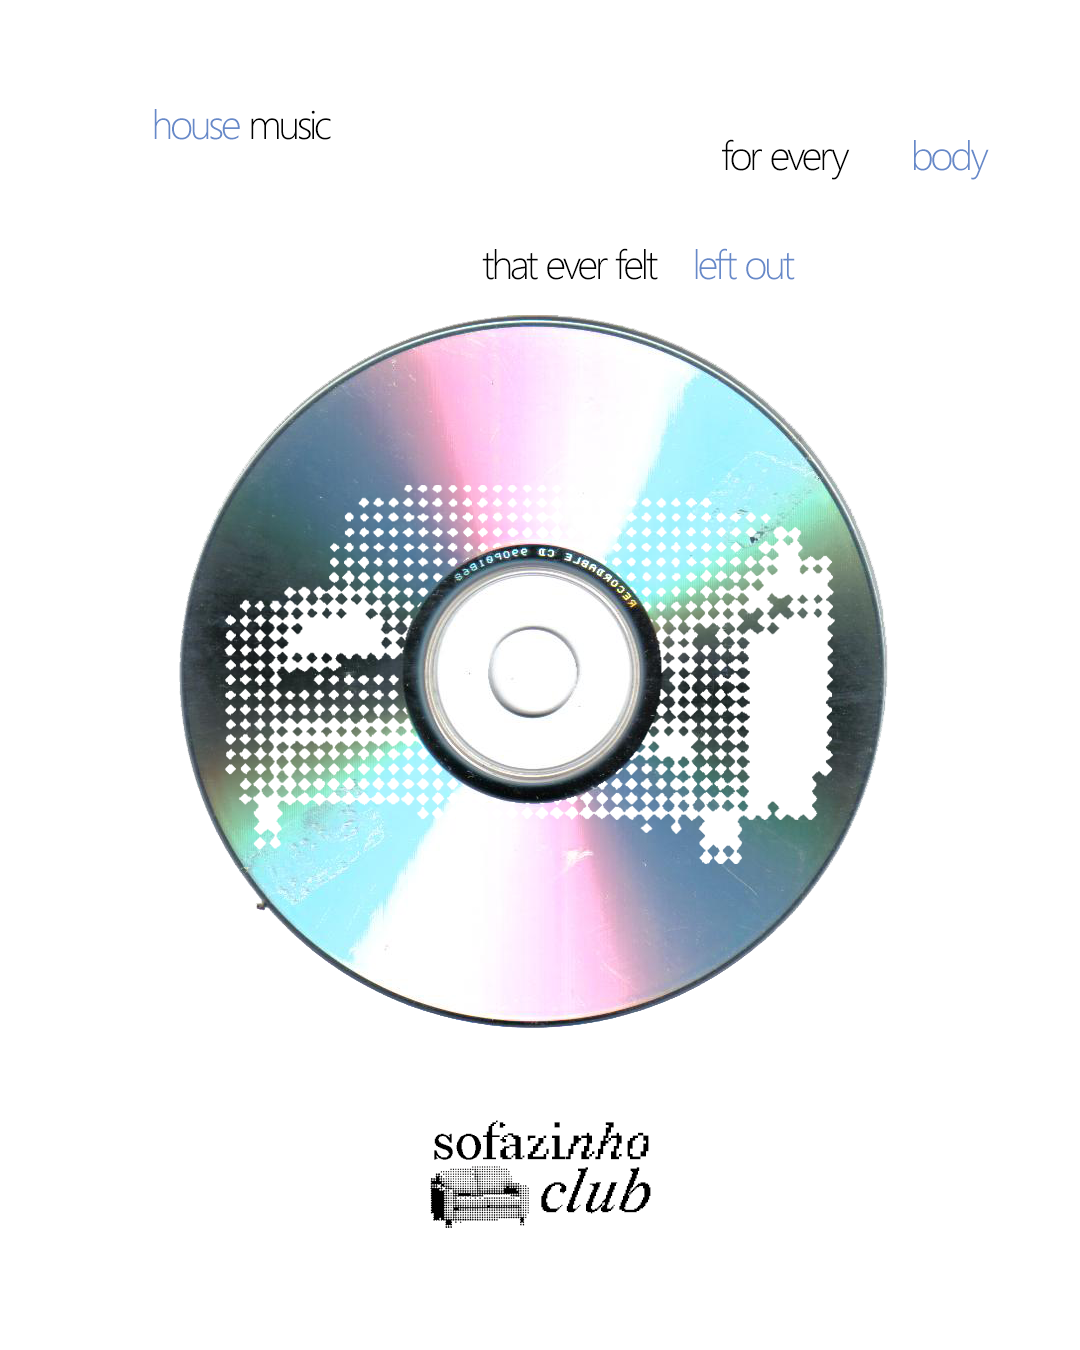 house music
for every body
that ever felt left out
RECORDABLE CD
sofazinho
club